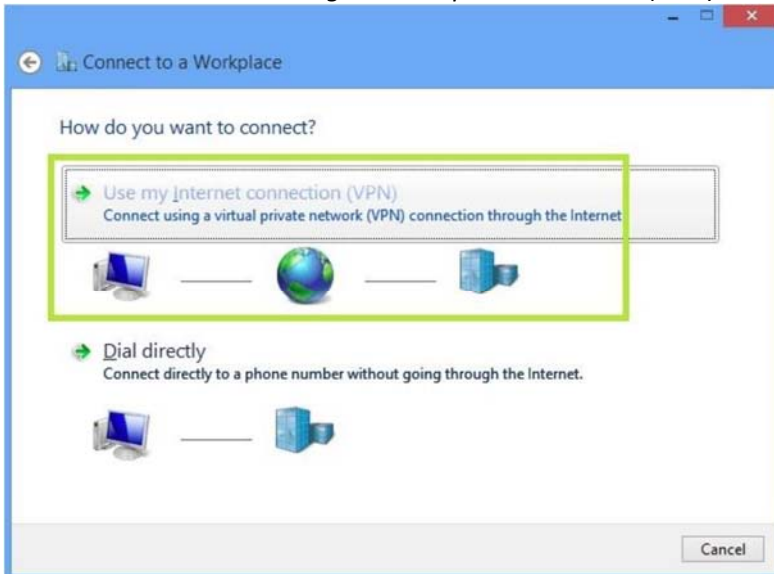 Connect to a Workplace
How do you want to connect?
Use my Internet connection (VPN)
Connect using a virtual private network (VPN) connection through the Internet
Dial directly
Connect directly to a phone number without going through the Internet.
Cancel